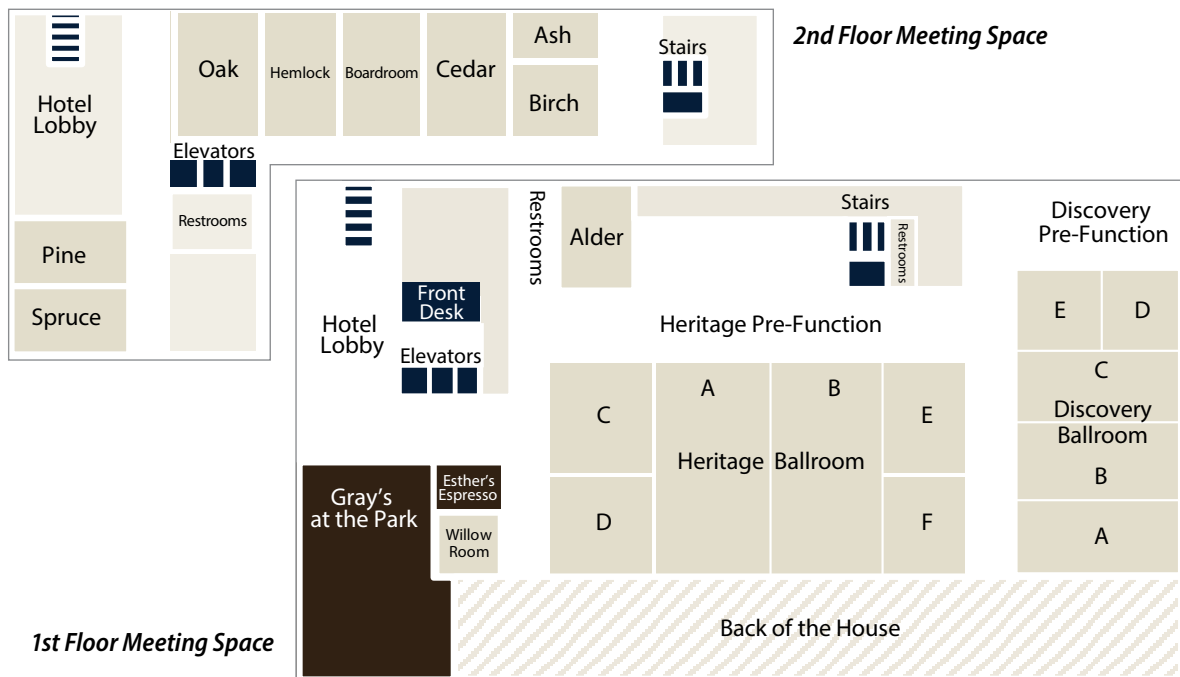 2nd Floor Meeting Space
Hotel
Lobby
Oak
Hemlock
Boardroom
Cedar
Ash
Birch
Stairs
Elevators
Restrooms
Pine
Spruce
1st Floor Meeting Space
Hotel
Lobby
Front
Desk
Elevators
Restrooms
Alder
Stairs
Restrooms
Heritage Pre-Function
Discovery
Pre-Function
A
B
C
D
E
F
Heritage Ballroom
E
D
C
Discovery
Ballroom
B
A
Gray's
at the Park
Esther's
Espresso
Willow
Room
Back of the House